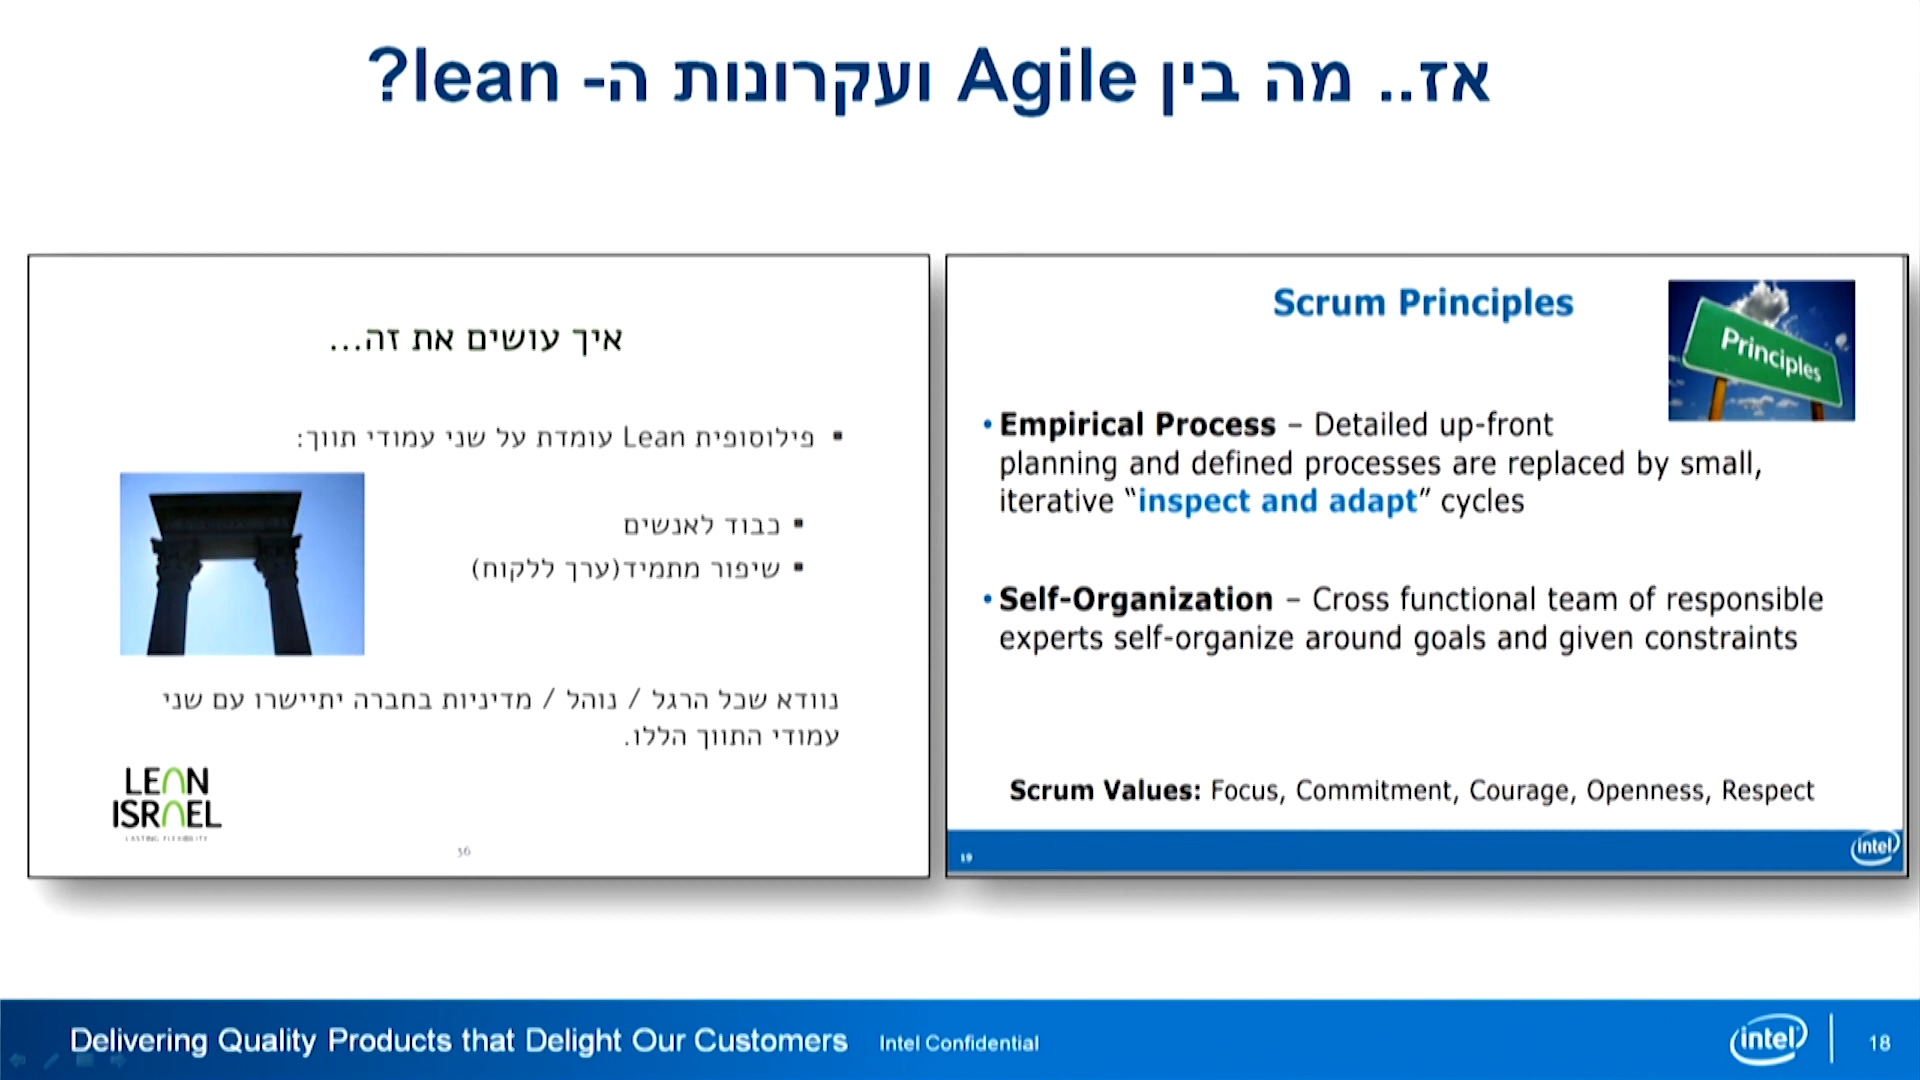 אז.. מה בין Agile ועקרונות ה- lean?
איך עושים את זה...
▪ פילוסופית Lean עומדת על שני עמודי תווך:
▪ כבוד לאנשים
▪ שיפור מתמיד(ערך ללקוח)
נוודא שכל הרגל / נוהל / מדיניות בחברה יתיישרו עם שני
עמודי התווך הללו.
LEAN
ISRAEL
LASTING FLEXIBILITY
36
Scrum Principles
Principles
• Empirical Process – Detailed up-front
planning and defined processes are replaced by small,
iterative “inspect and adapt” cycles
• Self-Organization – Cross functional team of responsible
experts self-organize around goals and given constraints
Scrum Values: Focus, Commitment, Courage, Openness, Respect
19
intel
Delivering Quality Products that Delight Our Customers Intel Confidential
intel
18